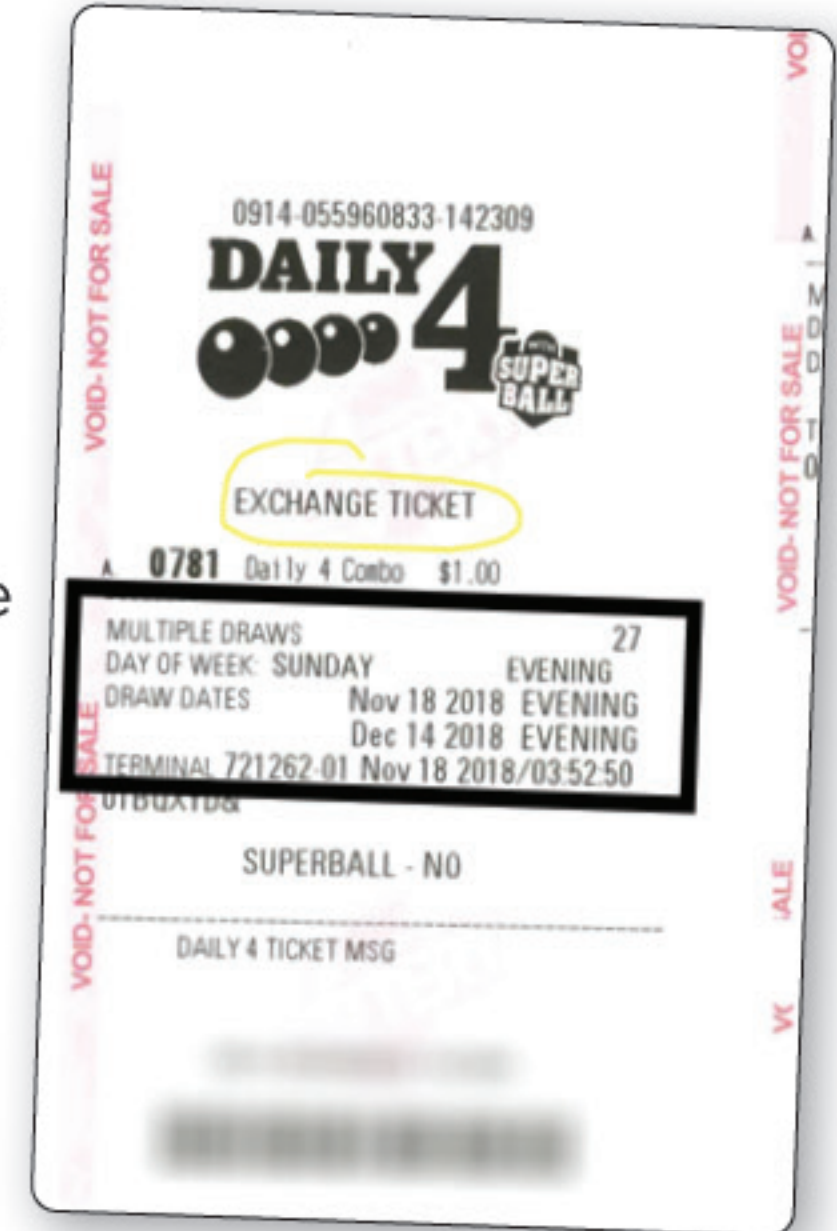 0914-055960833-142309
DAILY 4
WITH
SUPER
BALL
EXCHANGE TICKET
A. 0781 Daily 4 Combo $1.00
MULTIPLE DRAWS 27
DAY OF WEEK: SUNDAY EVENING
DRAW DATES Nov 18 2018 EVENING
Dec 14 2018 EVENING
TERMINAL 721262-01 Nov 18 2018/03:52:50
SUPERBALL - NO
DAILY 4 TICKET MSG
VOID- NOT FOR SALE
VOID- NOT FOR SALE
VOID- NOT FOR SALE